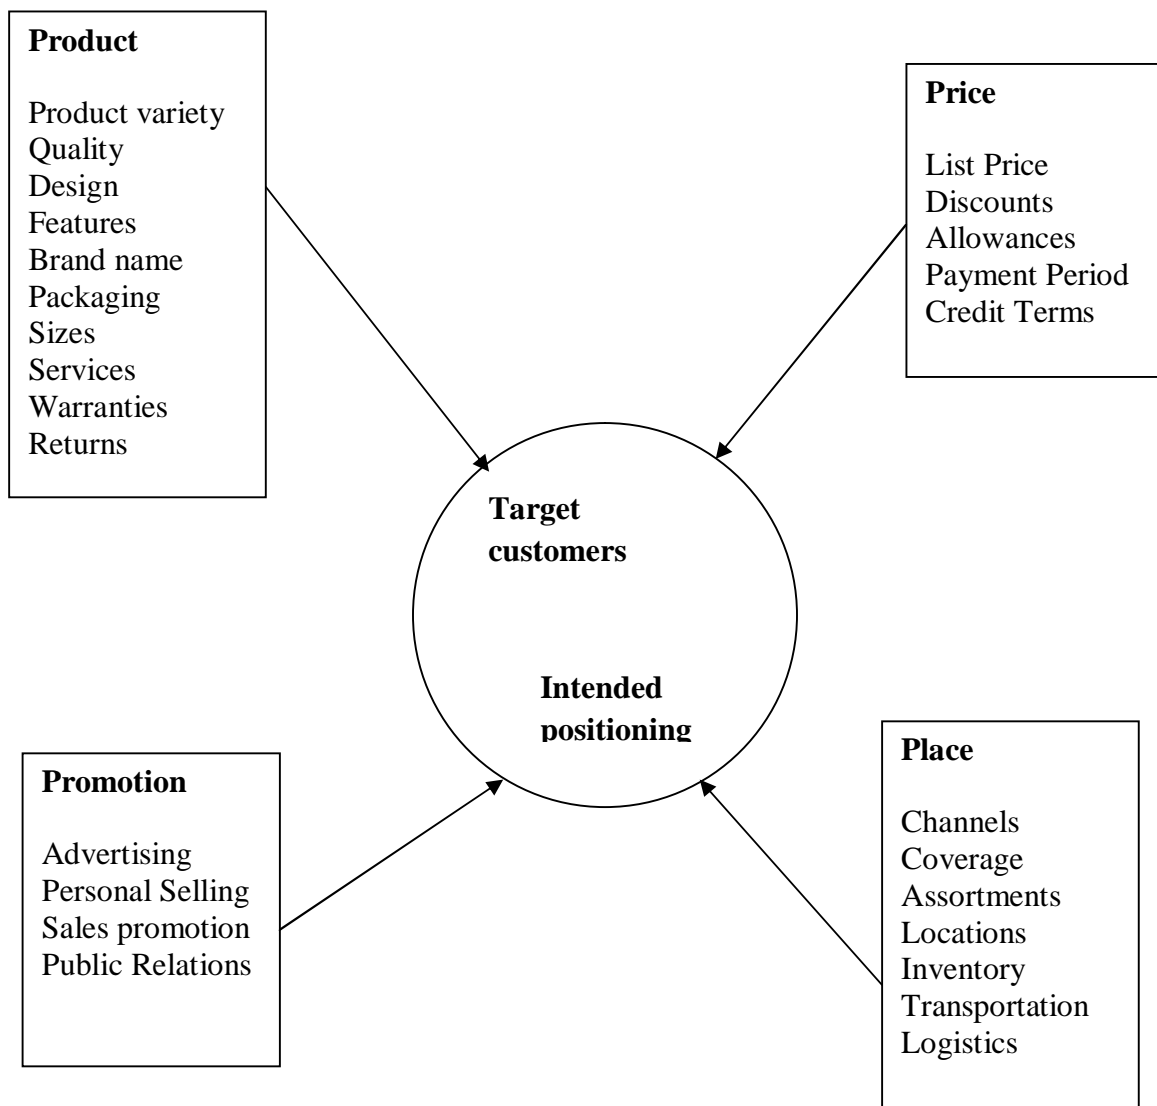 Product
Product variety
Quality
Design
Features
Brand name
Packaging
Sizes
Services
Warranties
Returns
Price
List Price
Discounts
Allowances
Payment Period
Credit Terms
Target
customers
Intended
positioning
Promotion
Advertising
Personal Selling
Sales promotion
Public Relations
Place
Channels
Coverage
Assortments
Locations
Inventory
Transportation
Logistics